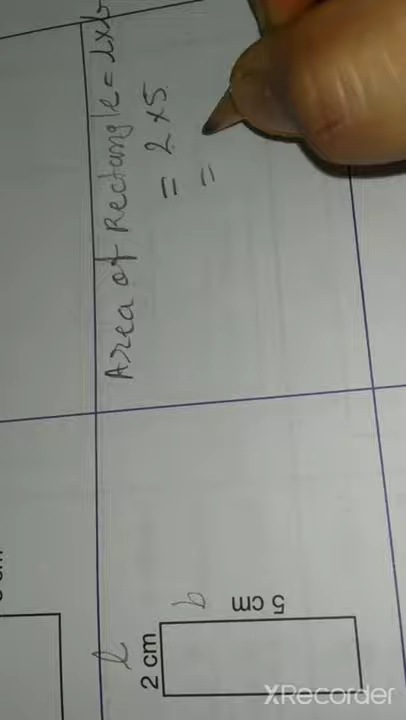 Area of Rectangle = l×b
= 2×5
=
l
b
2 cm
5 cm
XRecorder